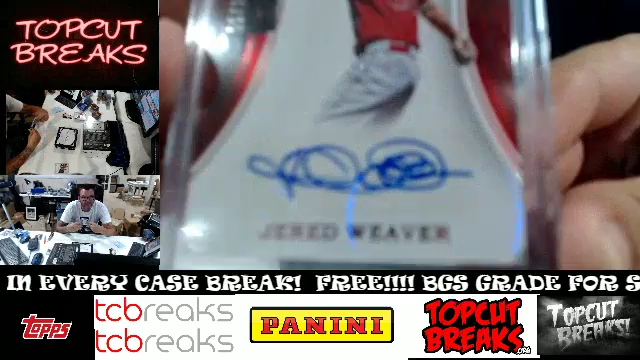 TOPCUT
BREAKS
JERED WEAVER
IN EVERY CASE BREAK! FREE!!!! BGS GRADE FOR S
topps
tcbreaks
tcbreaks
PANINI
TOPCUT
BREAKS
.ORG
TOPCUT
BREAKS!